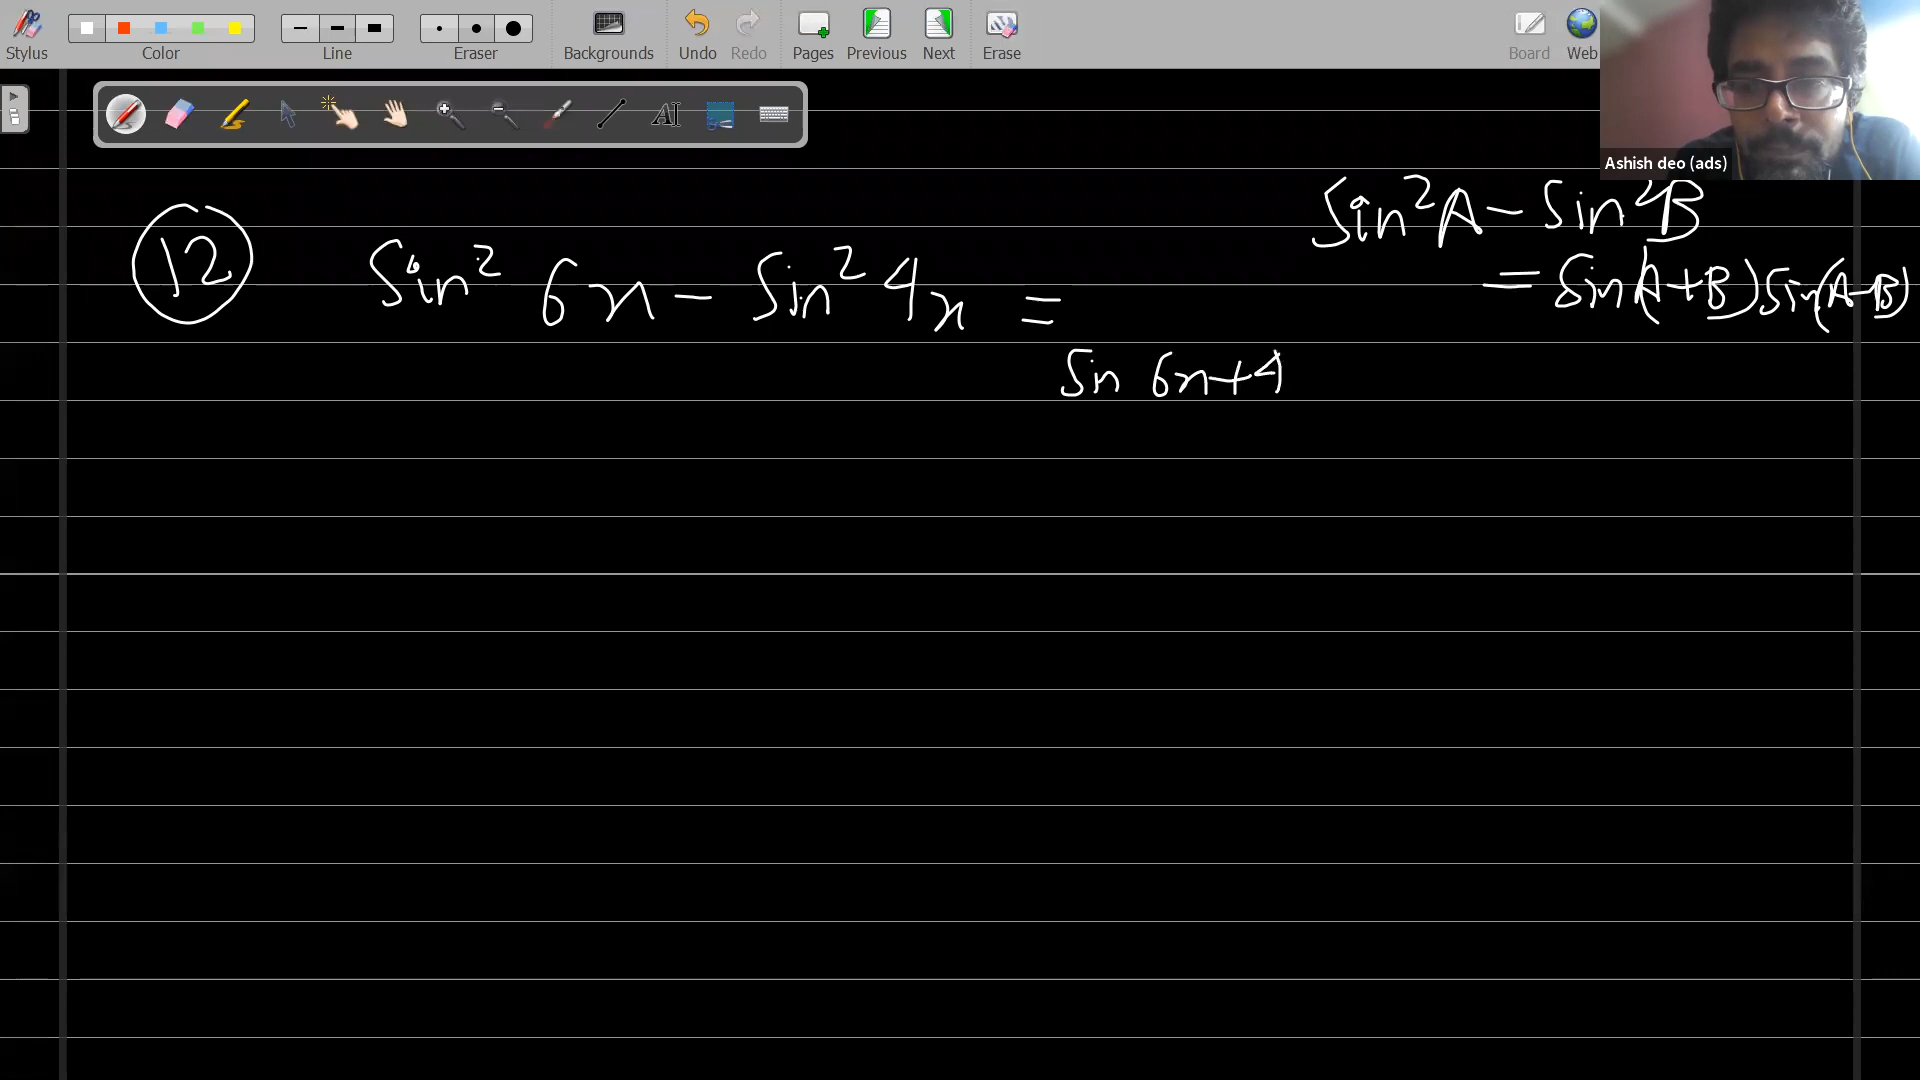 Stylus Color Line Eraser Backgrounds Undo Redo Pages Previous Next Erase Board Web
Ashish deo (ads)
Sin²A - Sin²B
= Sin(A+B) Sin(A-B)
12 Sin² 6x - Sin² 4x =
Sin 6x+4